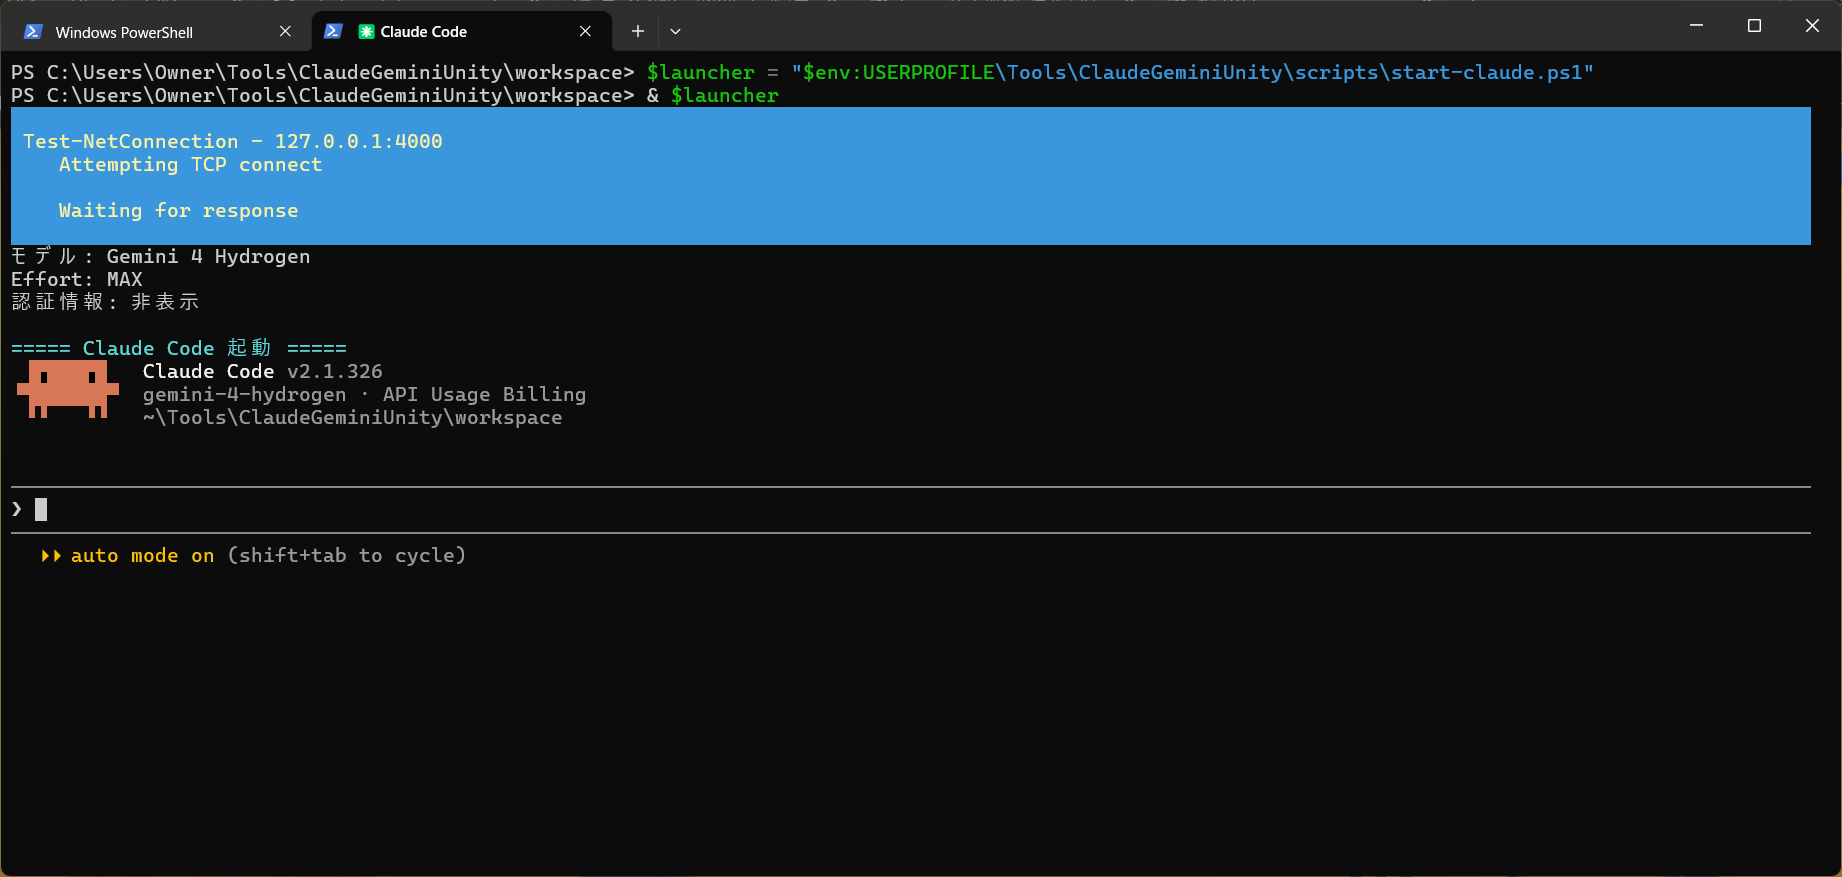 Windows PowerShell
Claude Code
PS C:\Users\Owner\Tools\ClaudeGeminiUnity\workspace> $launcher = "$env:USERPROFILE\Tools\ClaudeGeminiUnity\scripts\start-claude.ps1"
PS C:\Users\Owner\Tools\ClaudeGeminiUnity\workspace> & $launcher
Test-NetConnection - 127.0.0.1:4000
Attempting TCP connect
Waiting for response
モデル: Gemini 4 Hydrogen
Effort: MAX
認証情報: 非表示
===== Claude Code 起動 =====
Claude Code v2.1.326
gemini-4-hydrogen · API Usage Billing
~\Tools\ClaudeGeminiUnity\workspace
❯
⏵⏵ auto mode on (shift+tab to cycle)